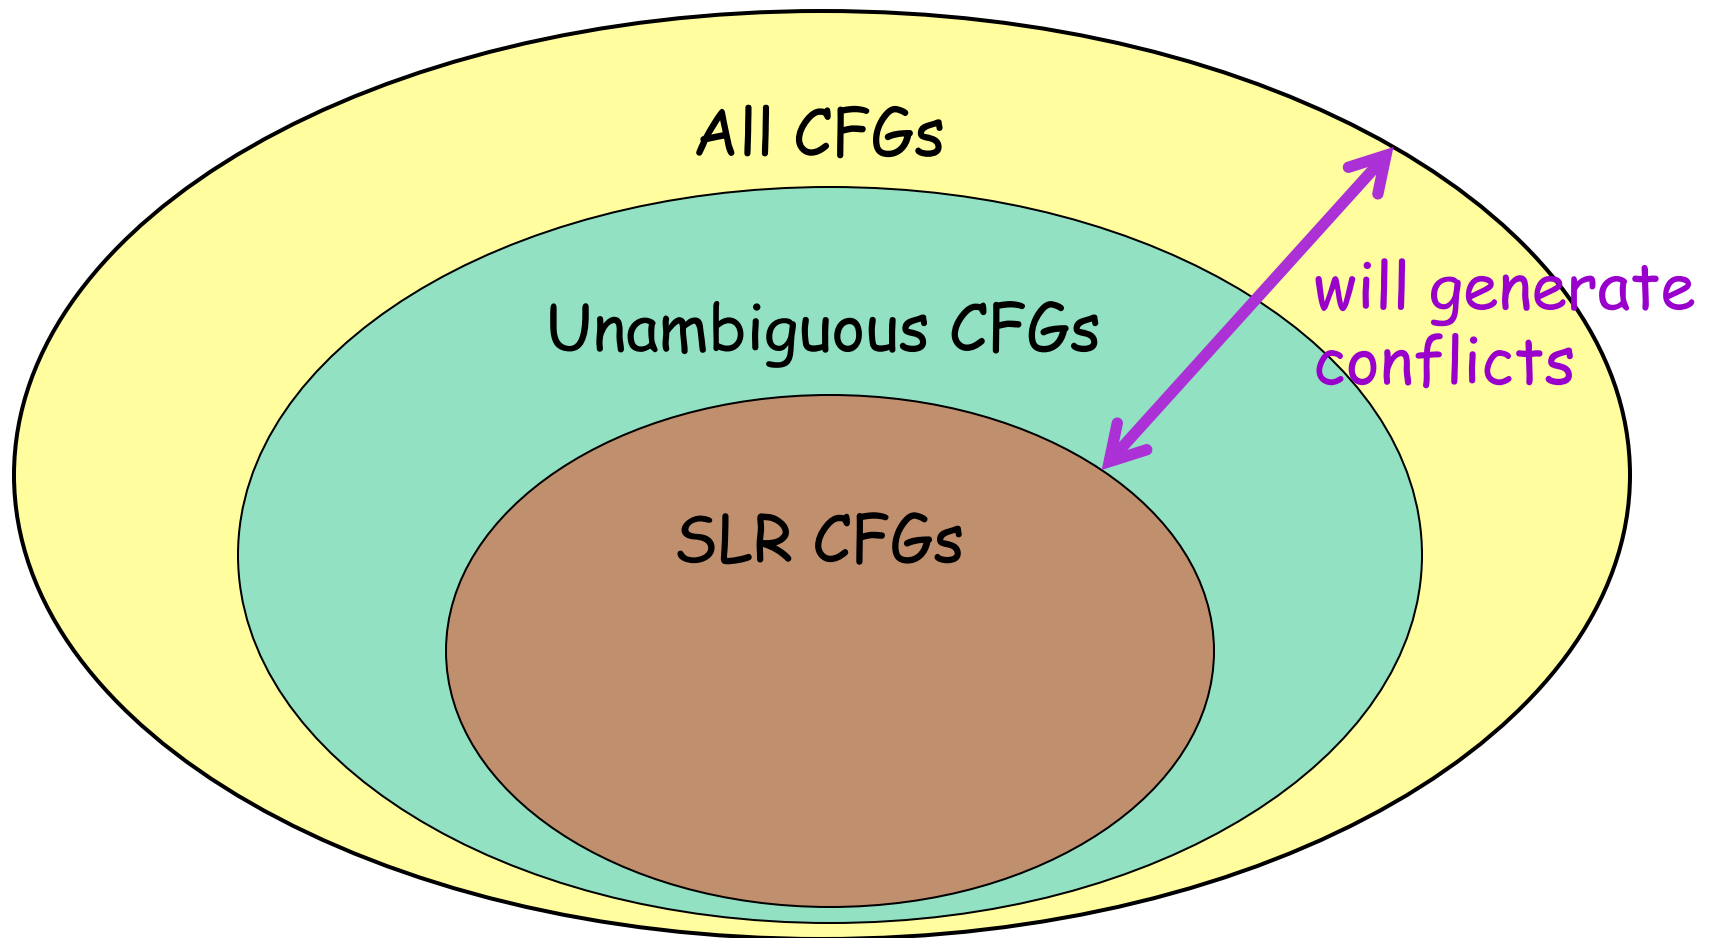 All CFGs
will generate
conflicts
Unambiguous CFGs
SLR CFGs